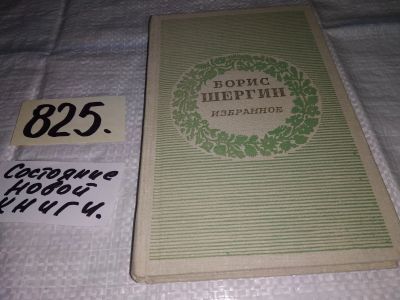 825.
Состояние
Новой
книги.
БОРИС
ШЕРГИН
ИЗБРАННОЕ